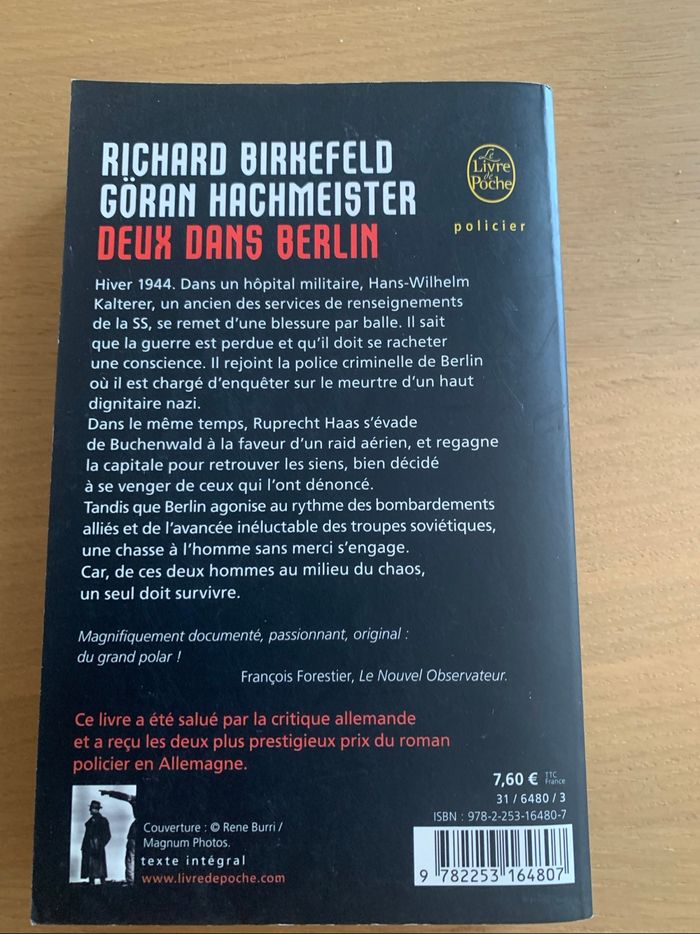 RICHARD BIRKEFELD
GÖRAN HACHMEISTER
DEUX DANS BERLIN
Le
Livre
de
Poche
policier
Hiver 1944. Dans un hôpital militaire, Hans-Wilhelm
Kalterer, un ancien des services de renseignements
de la SS, se remet d'une blessure par balle. Il sait
que la guerre est perdue et qu'il doit se racheter
une conscience. Il rejoint la police criminelle de Berlin
où il est chargé d'enquêter sur le meurtre d'un haut
dignitaire nazi.
Dans le même temps, Ruprecht Haas s'évade
de Buchenwald à la faveur d'un raid aérien, et regagne
la capitale pour retrouver les siens, bien décidé
à se venger de ceux qui l'ont dénoncé.
Tandis que Berlin agonise au rythme des bombardements
alliés et de l'avancée inéluctable des troupes soviétiques,
une chasse à l'homme sans merci s'engage.
Car, de ces deux hommes au milieu du chaos,
un seul doit survivre.
Magnifiquement documenté, passionnant, original :
du grand polar !
François Forestier, Le Nouvel Observateur.
Ce livre a été salué par la critique allemande
et a reçu les deux plus prestigieux prix du roman
policier en Allemagne.
7,60 € TTC
France
31 / 6480 / 3
ISBN : 978-2-253-16480-7
Couverture : © Rene Burri /
Magnum Photos.
texte intégral
www.livredepoche.com
9 782253 164807